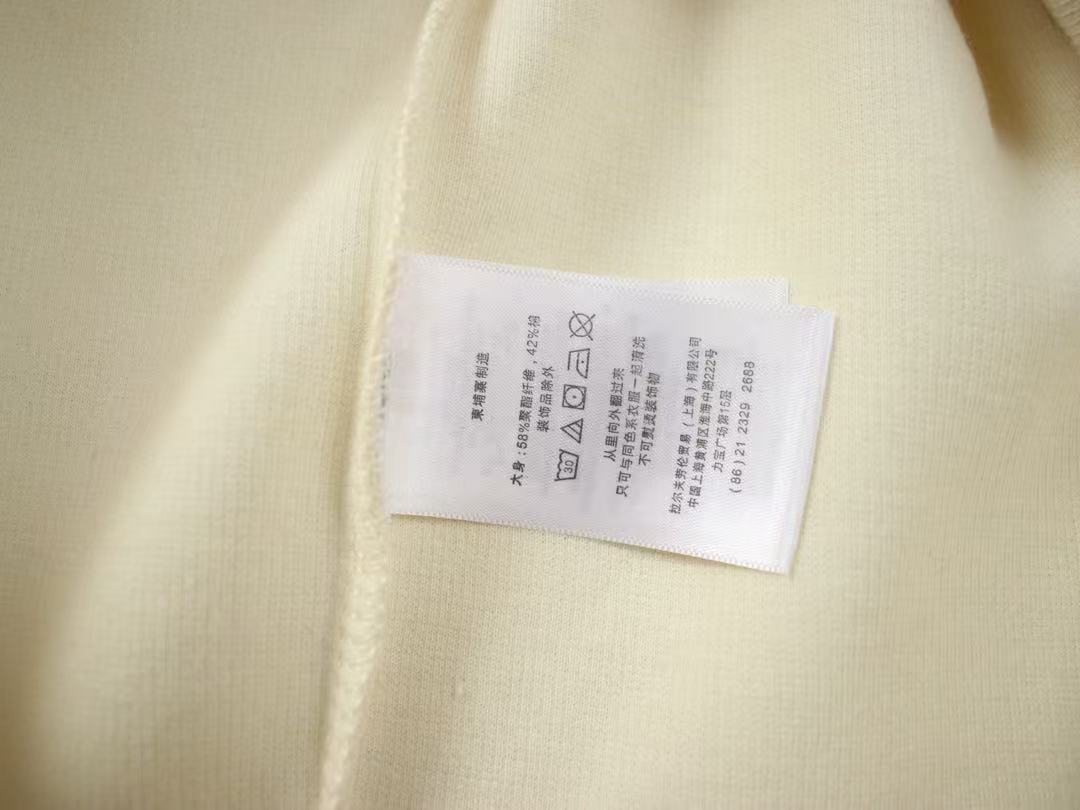 柬埔寨制造
大身:58%聚酯纤维,42%棉
装饰品除外
30
从里向外翻过来
只可与同色系衣服一起清洗
不可熨烫装饰物
拉尔夫劳伦贸易(上海)有限公司
中国上海黄浦区淮海中路222号
力宝广场第15层
(86)21 2329 2688